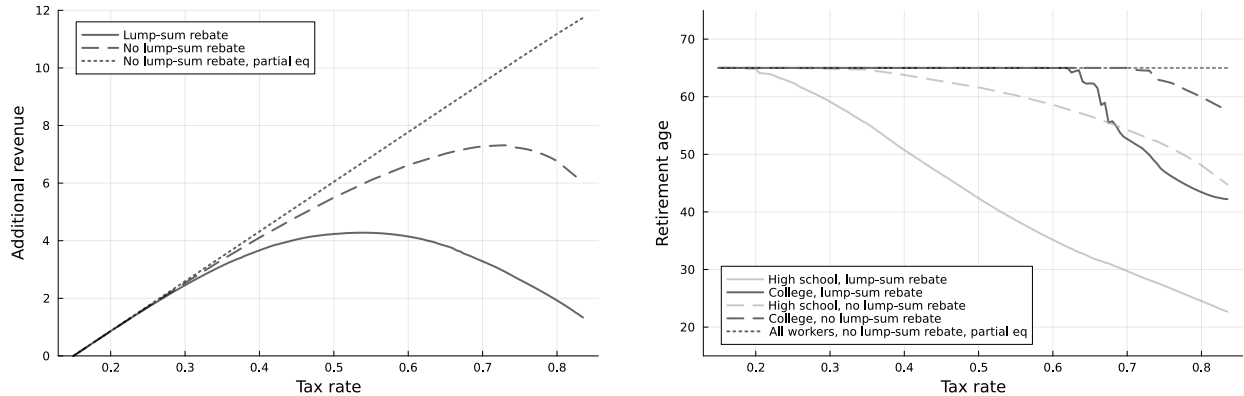 Additional revenue
12
10
8
6
4
2
0
Lump-sum rebate
No lump-sum rebate
No lump-sum rebate, partial eq
0.2 0.3 0.4 0.5 0.6 0.7 0.8
Tax rate
Retirement age
70
60
50
40
30
20
High school, lump-sum rebate
College, lump-sum rebate
High school, no lump-sum rebate
College, no lump-sum rebate
All workers, no lump-sum rebate, partial eq
0.2 0.3 0.4 0.5 0.6 0.7 0.8
Tax rate